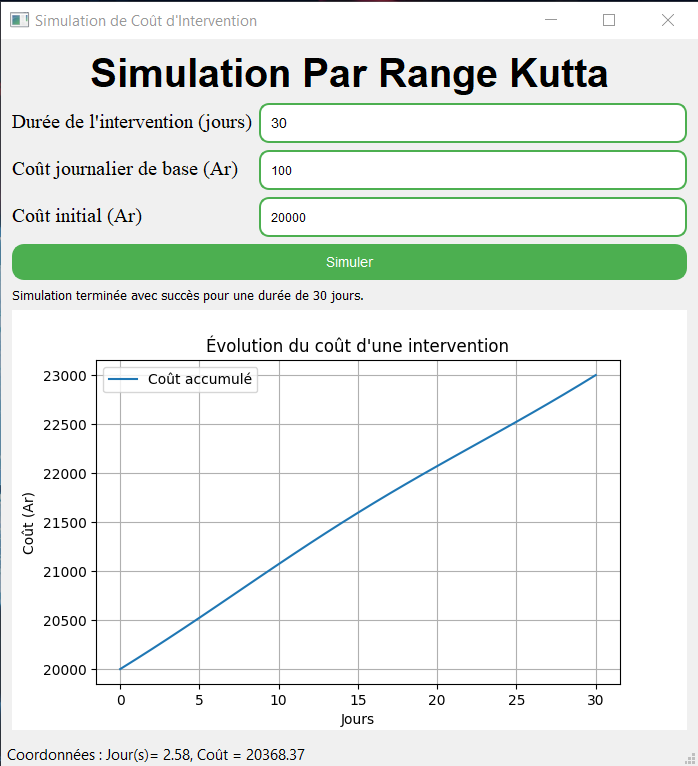 Simulation de Coût d'Intervention
Simulation Par Range Kutta
Durée de l'intervention (jours) 30
Coût journalier de base (Ar) 100
Coût initial (Ar) 20000
Simuler
Simulation terminée avec succès pour une durée de 30 jours.
Évolution du coût d'une intervention
Coût accumulé
23000
22500
22000
21500
21000
20500
20000
Coût (Ar)
0 5 10 15 20 25 30
Jours
Coordonnées : Jour(s)= 2.58, Coût = 20368.37